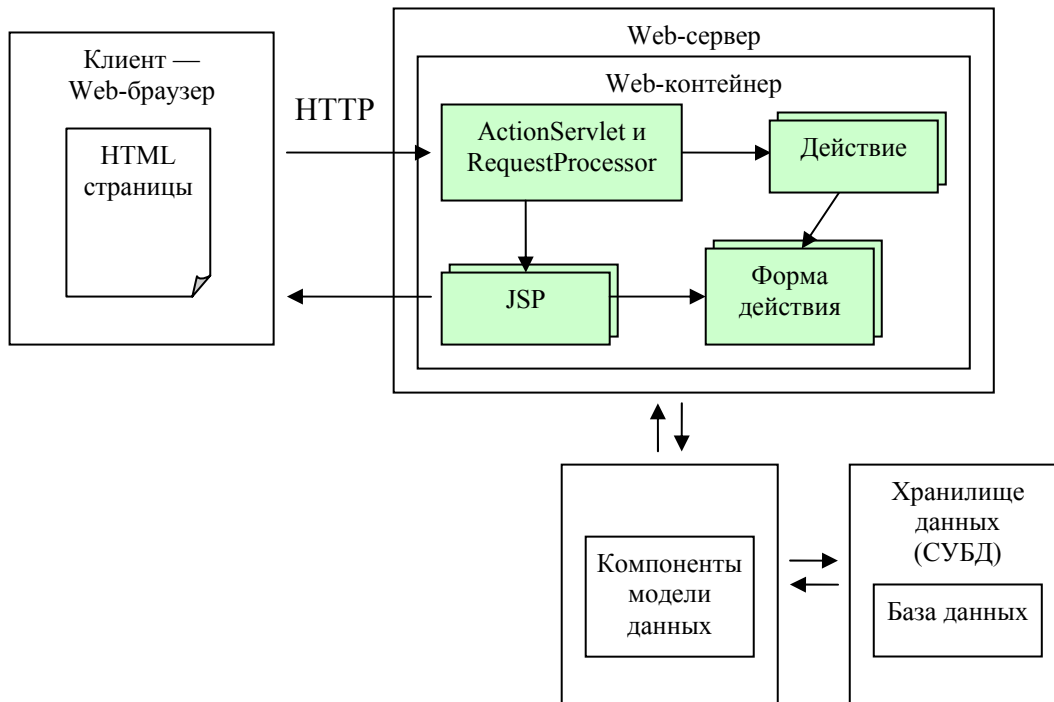 Клиент —
Web-браузер
HTML
страницы
HTTP
Web-сервер
Web-контейнер
ActionServlet и
RequestProcessor
Действие
JSP
Форма
действия
Компоненты
модели
данных
Хранилище
данных
(СУБД)
База данных